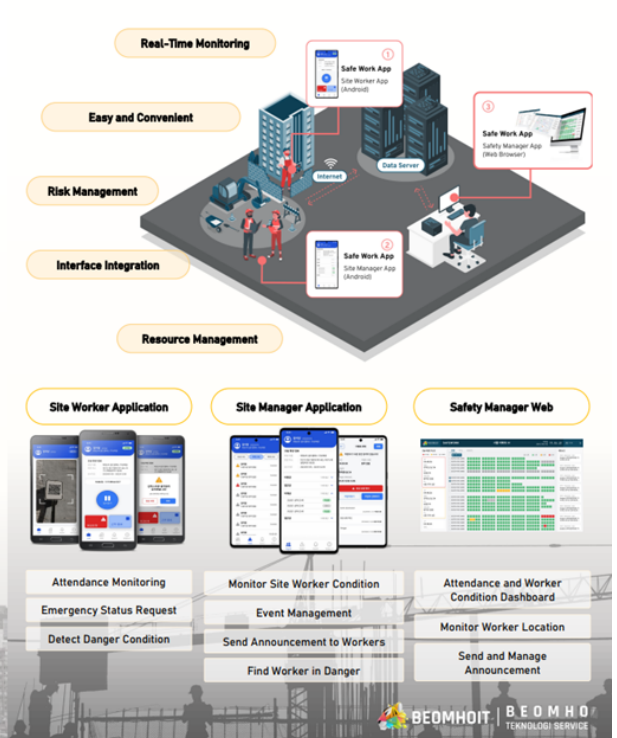 Real-Time Monitoring
Easy and Convenient
Risk Management
Interface Integration
Resource Management
①
Safe Work App
Site Worker App
(Android)
③
Safe Work App
Safety Manager App
(Web Browser)
Internet
Data Server
②
Safe Work App
Site Manager App
(Android)
Site Worker Application
Site Manager Application
Safety Manager Web
Attendance Monitoring
Emergency Status Request
Detect Danger Condition
Monitor Site Worker Condition
Event Management
Send Announcement to Workers
Find Worker in Danger
Attendance and Worker
Condition Dashboard
Monitor Worker Location
Send and Manage
Announcement
BEOMHOIT
BEOMHO
TEKNOLOGI SERVICE